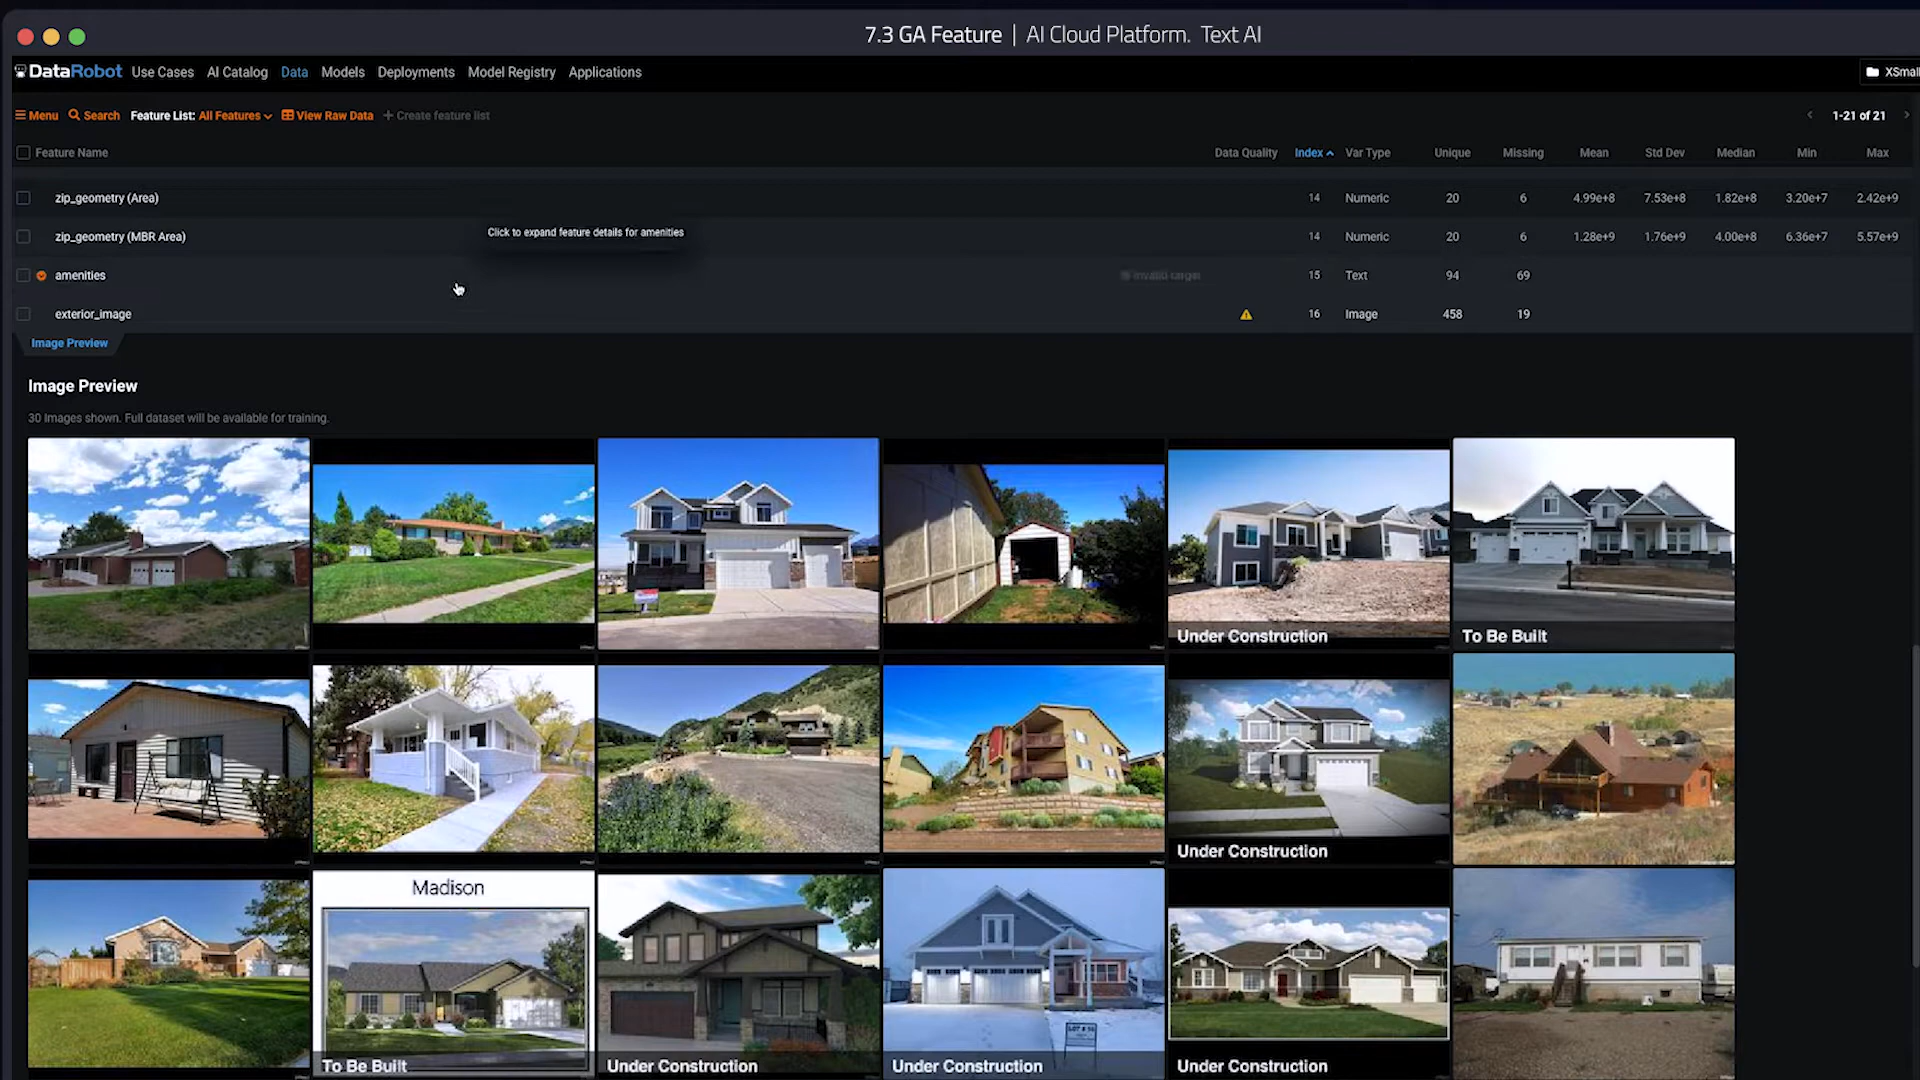 7.3 GA Feature | AI Cloud Platform. Text AI
DataRobot Use Cases AI Catalog Data Models Deployments Model Registry Applications XSmall
Menu Search Feature List: All Features View Raw Data + Create feature list 1-21 of 21
Feature Name Data Quality Index Var Type Unique Missing Mean Std Dev Median Min Max
zip_geometry (Area) 14 Numeric 20 6 4.99e+8 7.53e+8 1.82e+8 3.20e+7 2.42e+9
Click to expand feature details for amenities
zip_geometry (MBR Area) 14 Numeric 20 6 1.28e+9 1.76e+9 4.00e+8 6.36e+7 5.57e+9
amenities Invalid target 15 Text 94 69
exterior_image 16 Image 458 19
Image Preview
Image Preview
30 images shown. Full dataset will be available for training.
Under Construction
To Be Built
Under Construction
Madison
To Be Built
Under Construction
Under Construction
Under Construction